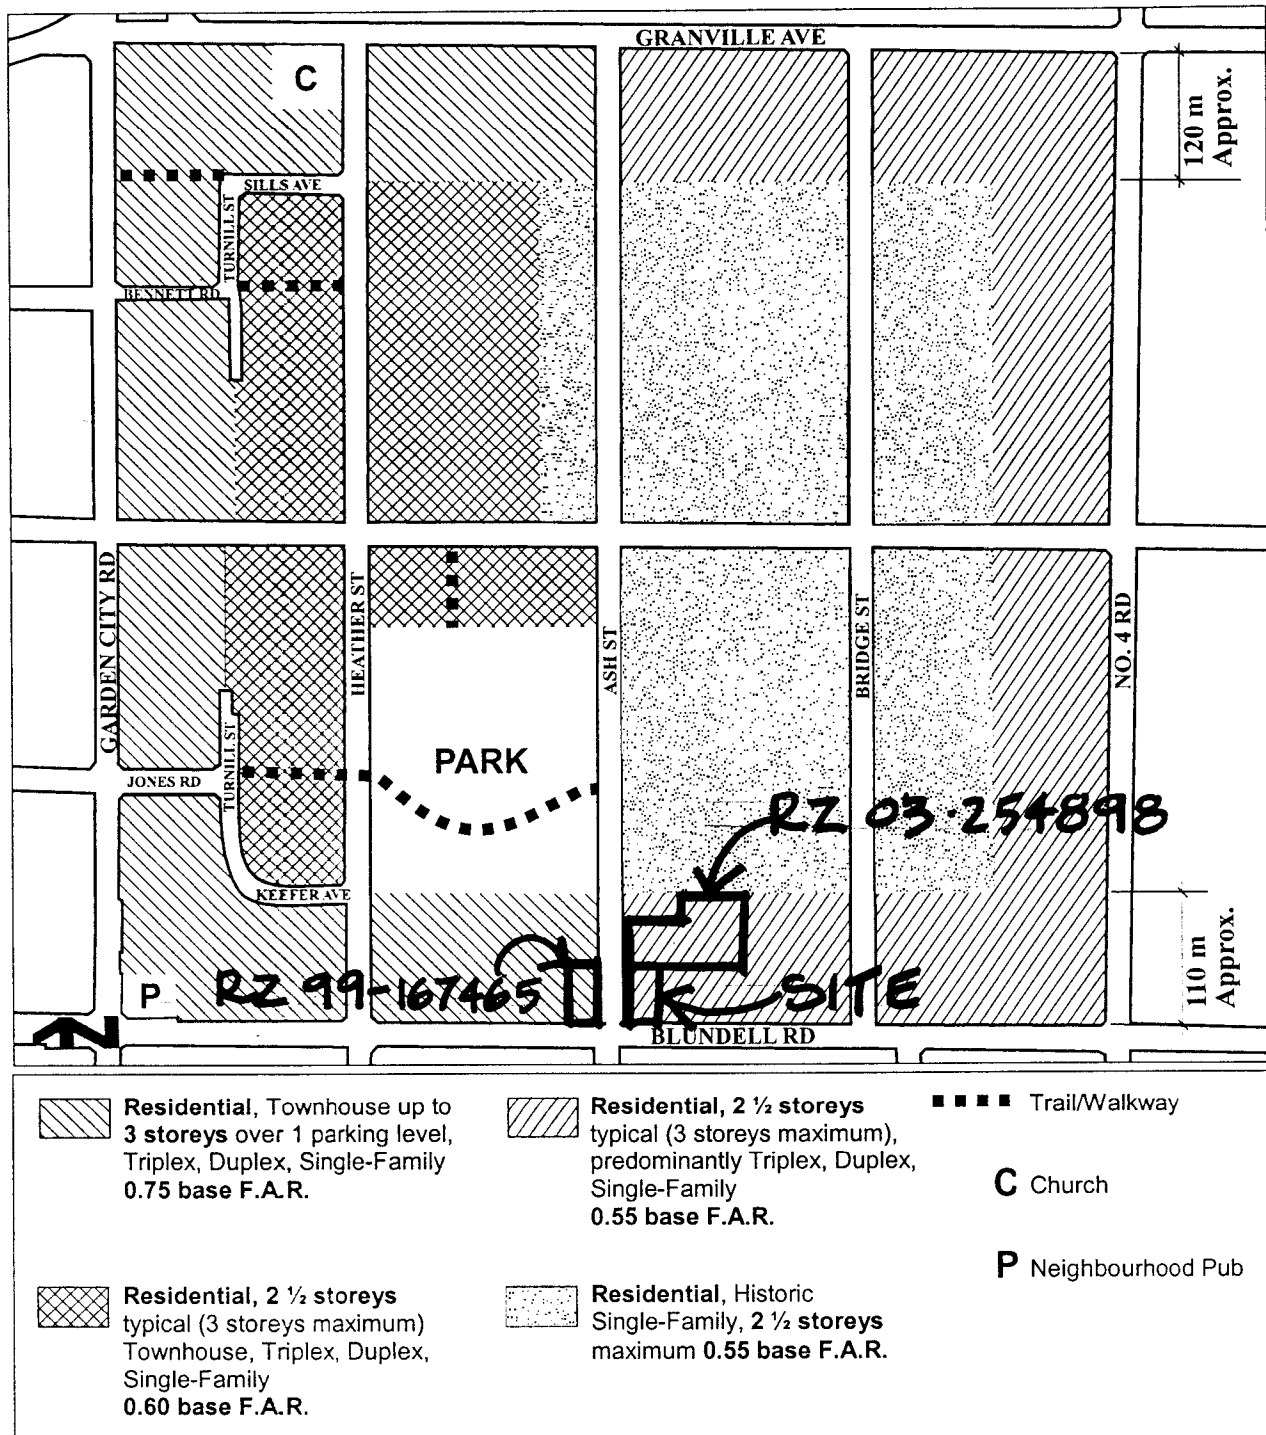 GRANVILLE AVE
C
120 m
Approx.
SILLS AVE
TURNILL ST
BENNETT RD
GARDEN CITY RD
HEATHER ST
ASH ST
BRIDGE ST
NO. 4 RD
PARK
JONES RD
TURNILL ST
RZ 03-254898
KEEFER AVE
110 m
Approx.
P
RZ 99-167465
SITE
N
BLUNDELL RD
Residential, Townhouse up to
3 storeys over 1 parking level,
Triplex, Duplex, Single-Family
0.75 base F.A.R.
Residential, 2 ½ storeys
typical (3 storeys maximum),
predominantly Triplex, Duplex,
Single-Family
0.55 base F.A.R.
Trail/Walkway
C Church
P Neighbourhood Pub
Residential, 2 ½ storeys
typical (3 storeys maximum)
Townhouse, Triplex, Duplex,
Single-Family
0.60 base F.A.R.
Residential, Historic
Single-Family, 2 ½ storeys
maximum 0.55 base F.A.R.